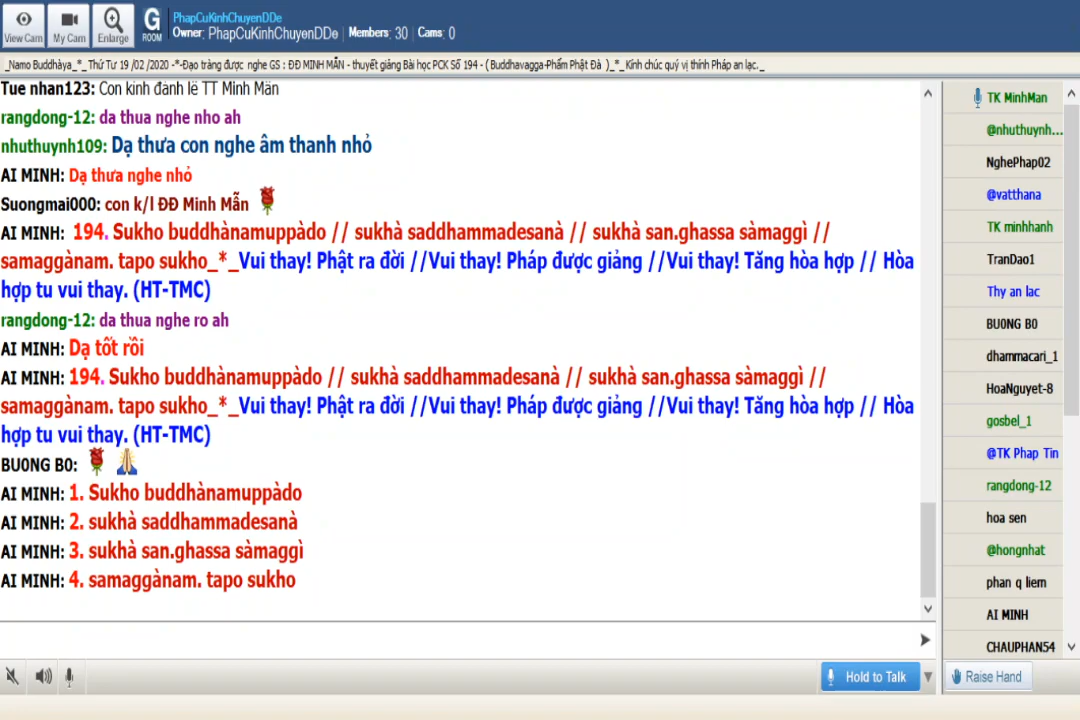 View Cam
My Cam
Enlarge
G
ROOM
PhapCuKinhChuyenDDe
Owner: PhapCuKinhChuyenDDe | Members: 30 | Cams: 0
_Namo Buddhàya_*_ Thứ Tư 19 /02 /2020 -*-Đạo tràng được nghe GS : ĐĐ MINH MẪN - thuyết giảng Bài học PCK Số 194 - ( Buddhavagga-Phẩm Phật Đà )_*_Kính chúc quý vị thính Pháp an lạc._
Tue nhan123: Con kính đảnh lễ TT Minh Mẫn
rangdong-12: da thua nghe nho ah
nhuthuynh109: Dạ thưa con nghe âm thanh nhỏ
AI MINH: Dạ thưa nghe nhỏ
Suongmai000: con k/l ĐĐ Minh Mẫn
AI MINH: 194. Sukho buddhànamuppàdo // sukhà saddhammadesanà // sukhà san.ghassa sàmaggì //
samaggànam. tapo sukho_*_Vui thay! Phật ra đời //Vui thay! Pháp được giảng //Vui thay! Tăng hòa hợp // Hòa
hợp tu vui thay. (HT-TMC)
rangdong-12: da thua nghe ro ah
AI MINH: Dạ tốt rồi
AI MINH: 194. Sukho buddhànamuppàdo // sukhà saddhammadesanà // sukhà san.ghassa sàmaggì //
samaggànam. tapo sukho_*_Vui thay! Phật ra đời //Vui thay! Pháp được giảng //Vui thay! Tăng hòa hợp // Hòa
hợp tu vui thay. (HT-TMC)
BU0NG B0:
AI MINH: 1. Sukho buddhànamuppàdo
AI MINH: 2. sukhà saddhammadesanà
AI MINH: 3. sukhà san.ghassa sàmaggì
AI MINH: 4. samaggànam. tapo sukho
Hold to Talk
TK MinhMan
@nhuthuynh...
NghePhap02
@vatthana
TK minhhanh
TranDao1
Thy an lac
BU0NG B0
dhammacari_1
HoaNguyet-8
gosbel_1
@TK Phap Tin
rangdong-12
hoa sen
@hongnhat
phan q liem
AI MINH
CHAUPHAN54
Raise Hand